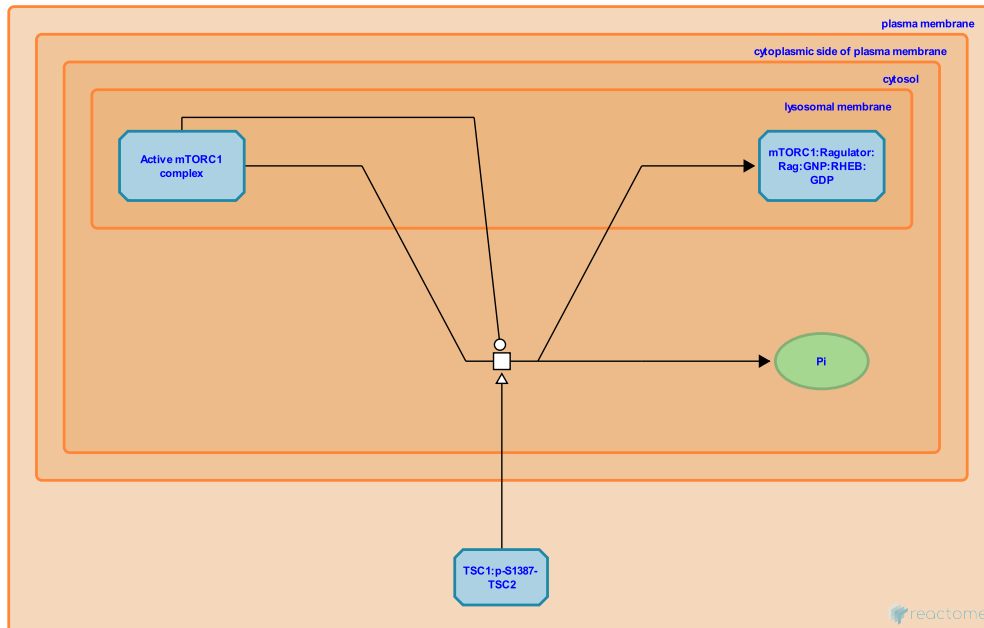 plasma membrane
cytoplasmic side of plasma membrane
cytosol
lysosomal membrane
Active mTORC1
complex
mTORC1:Ragulator:
Rag:GNP:RHEB:
GDP
Pi
TSC1:p-S1387-
TSC2
reactome